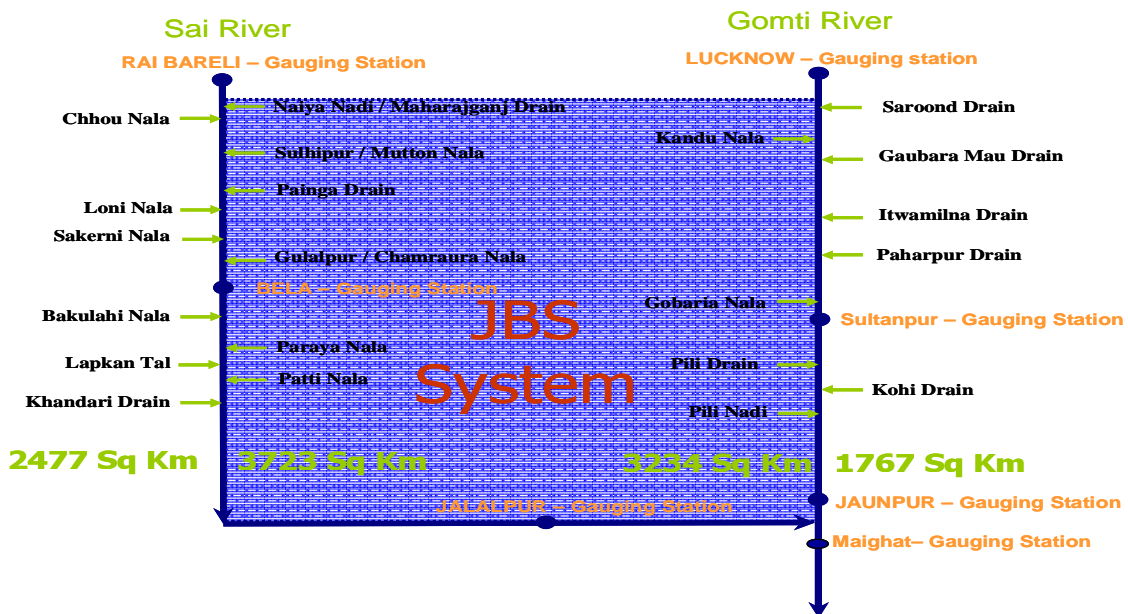 Sai River
Gomti River
RAI BARELI – Gauging Station
LUCKNOW – Gauging station
Naiya Nadi / Maharajganj Drain
Saroond Drain
Chhou Nala
Kandu Nala
Sulhipur / Mutton Nala
Gaubara Mau Drain
Painga Drain
Loni Nala
Itwamilna Drain
Sakerni Nala
Gulalpur / Chamraura Nala
Paharpur Drain
BELA – Gauging Station
Gobaria Nala
JBS
System
Bakulahi Nala
Sultanpur – Gauging Station
Paraya Nala
Lapkan Tal
Pili Drain
Patti Nala
Kohi Drain
Khandari Drain
Pili Nadi
2477 Sq Km
3723 Sq Km
3234 Sq Km
1767 Sq Km
JALALPUR – Gauging Station
JAUNPUR – Gauging Station
Maighat– Gauging Station